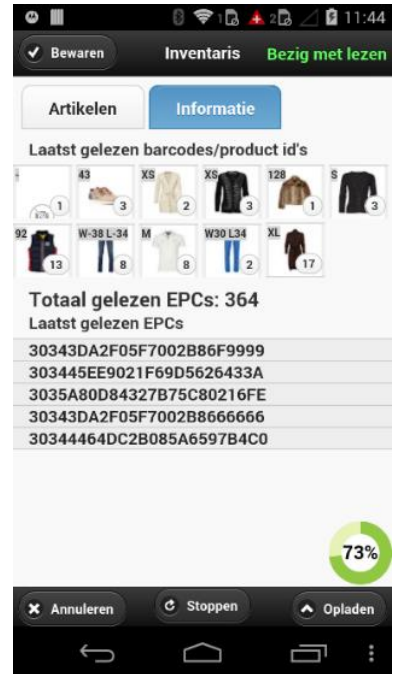 1 2 11:44
Bewaren Inventaris Bezig met lezen
Artikelen Informatie
Laatst gelezen barcodes/product id's
- 43 XS XS 128 S
1 3 2 3 1 3
92 W-38 L-34 M W30 L34 XL
13 8 8 2 17
Totaal gelezen EPCs: 364
Laatst gelezen EPCs
30343DA2F05F7002B86F9999
303445EE9021F69D5626433A
3035A80D84327B75C80216FE
30343DA2F05F7002B8666666
30344464DC2B085A6597B4C0
73%
Annuleren Stoppen Opladen